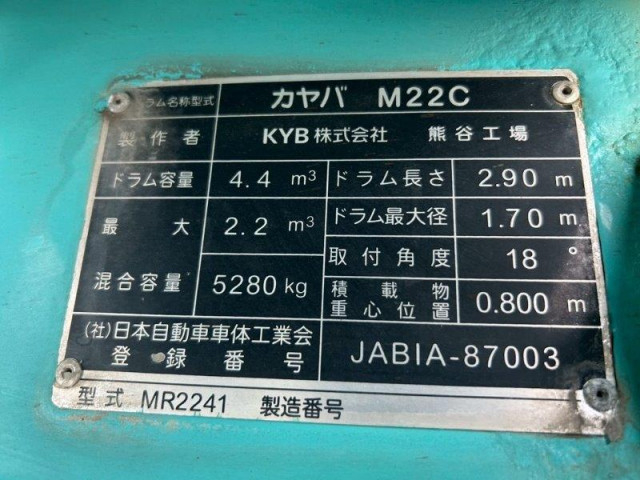 ドラム名称型式 カヤバ M22C
製作者 KYB株式会社 熊谷工場
ドラム容量 4.4 m³ ドラム長さ 2.90 m
最大混合容量 2.2 m³ ドラム最大径 1.70 m
5280kg 取付角度 18°
積載物重心位置 0.800 m
(社)日本自動車車体工業会
登録番号 JABIA-87003
型式 MR2241 製造番号